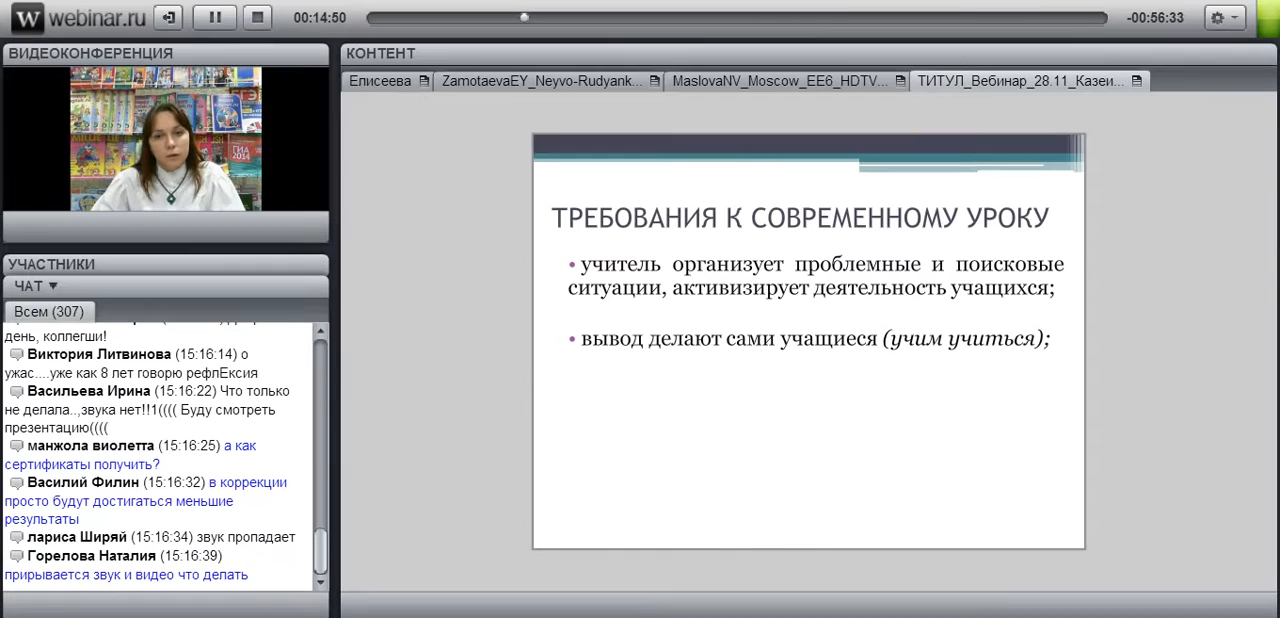 webinar.ru
00:14:50
-00:56:33
ВИДЕОКОНФЕРЕНЦИЯ
КОНТЕНТ
Елисеева
ZamotaevaEY_Neyvo-Rudyank...
MaslovaNV_Moscow_EE6_HDTV...
ТИТУЛ_Вебинар_28.11_Казеи...
ГИА
2014
ТРЕБОВАНИЯ К СОВРЕМЕННОМУ УРОКУ
• учитель организует проблемные и поисковые
ситуации, активизирует деятельность учащихся;
• вывод делают сами учащиеся (учим учиться);
УЧАСТНИКИ
ЧАТ ▼
Всем (307)
день, коллегши!
Виктория Литвинова (15:16:14) о
ужас....уже как 8 лет говорю рефлЕксия
Васильева Ирина (15:16:22) Что только
не делала..,звука нет!!1(((( Буду смотреть
презентацию((((
манжола виолетта (15:16:25) а как
сертификаты получить?
Василий Филин (15:16:32) в коррекции
просто будут достигаться меньшие
результаты
лариса Ширяй (15:16:34) звук пропадает
Горелова Наталия (15:16:39)
прирывается звук и видео что делать